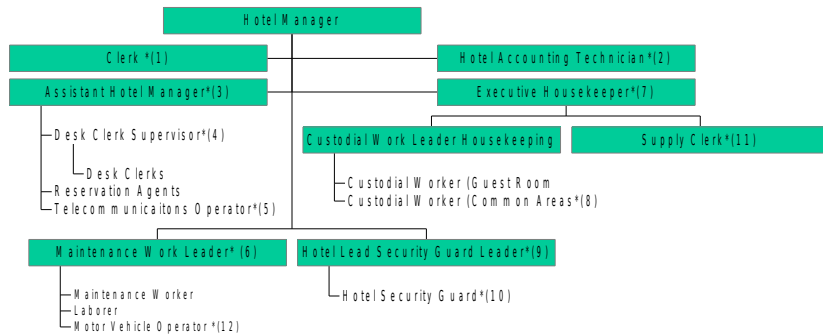 Hotel Manager
Clerk *(1)
Hotel Accounting Technician*(2)
Assistant Hotel Manager*(3)
Executive Housekeeper*(7)
Desk Clerk Supervisor*(4)
Desk Clerks
Reservation Agents
Telecommunicaitons Operator*(5)
Custodial Work Leader Housekeeping
Supply Clerk*(11)
Custodial Worker (Guest Room
Custodial Worker (Common Areas*(8)
Maintenance Work Leader* (6)
Hotel Lead Security Guard Leader*(9)
Maintenance Worker
Laborer
Motor Vehicle Operator *(12)
Hotel Security Guard*(10)